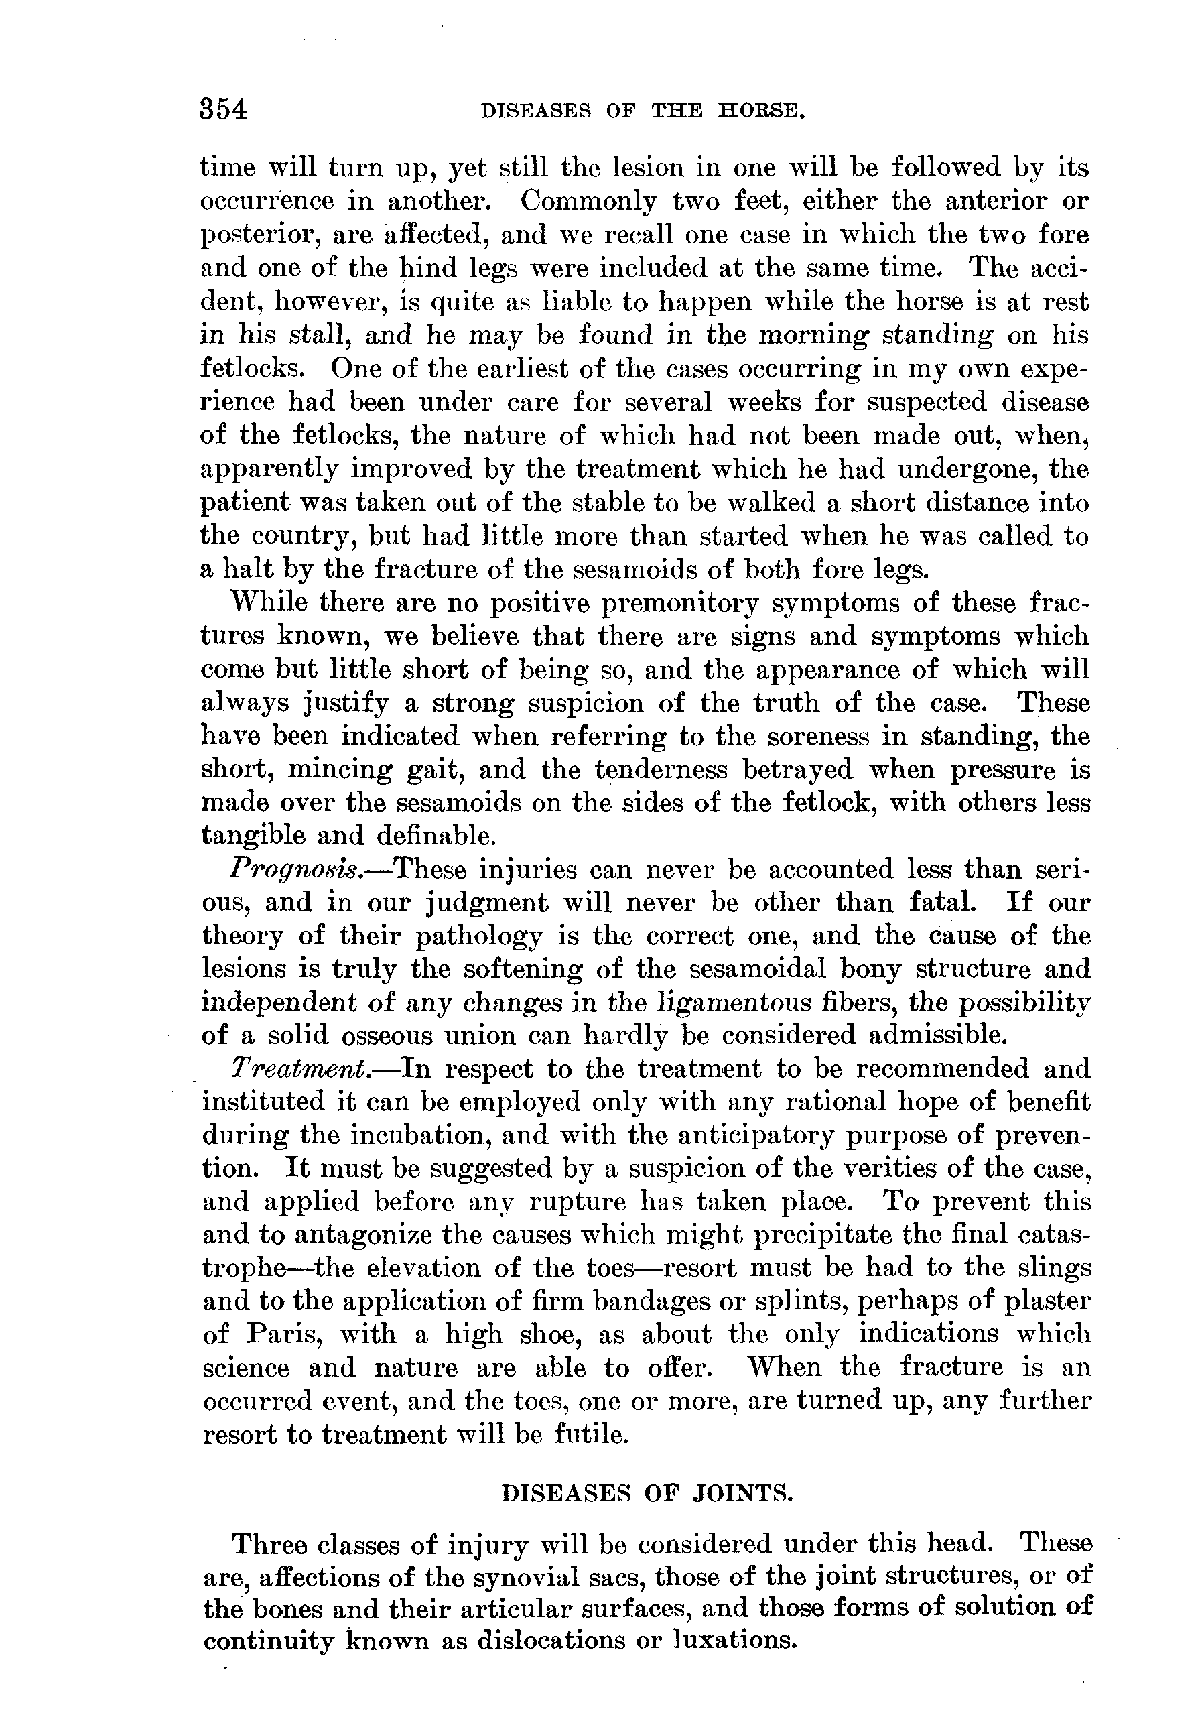 354 DISEASES OF THE HORSE.
time will turn up, yet still the lesion in one will be followed by its
occurrence in another. Commonly two feet, either the anterior or
posterior, are affected, and we recall one case in which the two fore
and one of the hind legs were included at the same time. The acci-
dent, however, is quite as liable to happen while the horse is at rest
in his stall, and he may be found in the morning standing on his
fetlocks. One of the earliest of the cases occurring in my own expe-
rience had been under care for several weeks for suspected disease
of the fetlocks, the nature of which had not been made out, when,
apparently improved by the treatment which he had undergone, the
patient was taken out of the stable to be walked a short distance into
the country, but had little more than started when he was called to
a halt by the fracture of the sesamoids of both fore legs.
While there are no positive premonitory symptoms of these frac-
tures known, we believe that there are signs and symptoms which
come but little short of being so, and the appearance of which will
always justify a strong suspicion of the truth of the case. These
have been indicated when referring to the soreness in standing, the
short, mincing gait, and the tenderness betrayed when pressure is
made over the sesamoids on the sides of the fetlock, with others less
tangible and definable.
Prognosis.—These injuries can never be accounted less than seri-
ous, and in our judgment will never be other than fatal. If our
theory of their pathology is the correct one, and the cause of the
lesions is truly the softening of the sesamoidal bony structure and
independent of any changes in the ligamentous fibers, the possibility
of a solid osseous union can hardly be considered admissible.
Treatment.—In respect to the treatment to be recommended and
instituted it can be employed only with any rational hope of benefit
during the incubation, and with the anticipatory purpose of preven-
tion. It must be suggested by a suspicion of the verities of the case,
and applied before any rupture has taken place. To prevent this
and to antagonize the causes which might precipitate the final catas-
trophe—the elevation of the toes—resort must be had to the slings
and to the application of firm bandages or splints, perhaps of plaster
of Paris, with a high shoe, as about the only indications which
science and nature are able to offer. When the fracture is an
occurred event, and the toes, one or more, are turned up, any further
resort to treatment will be futile.
DISEASES OF JOINTS.
Three classes of injury will be considered under this head. These
are, affections of the synovial sacs, those of the joint structures, or of
the bones and their articular surfaces, and those forms of solution of
continuity known as dislocations or luxations.